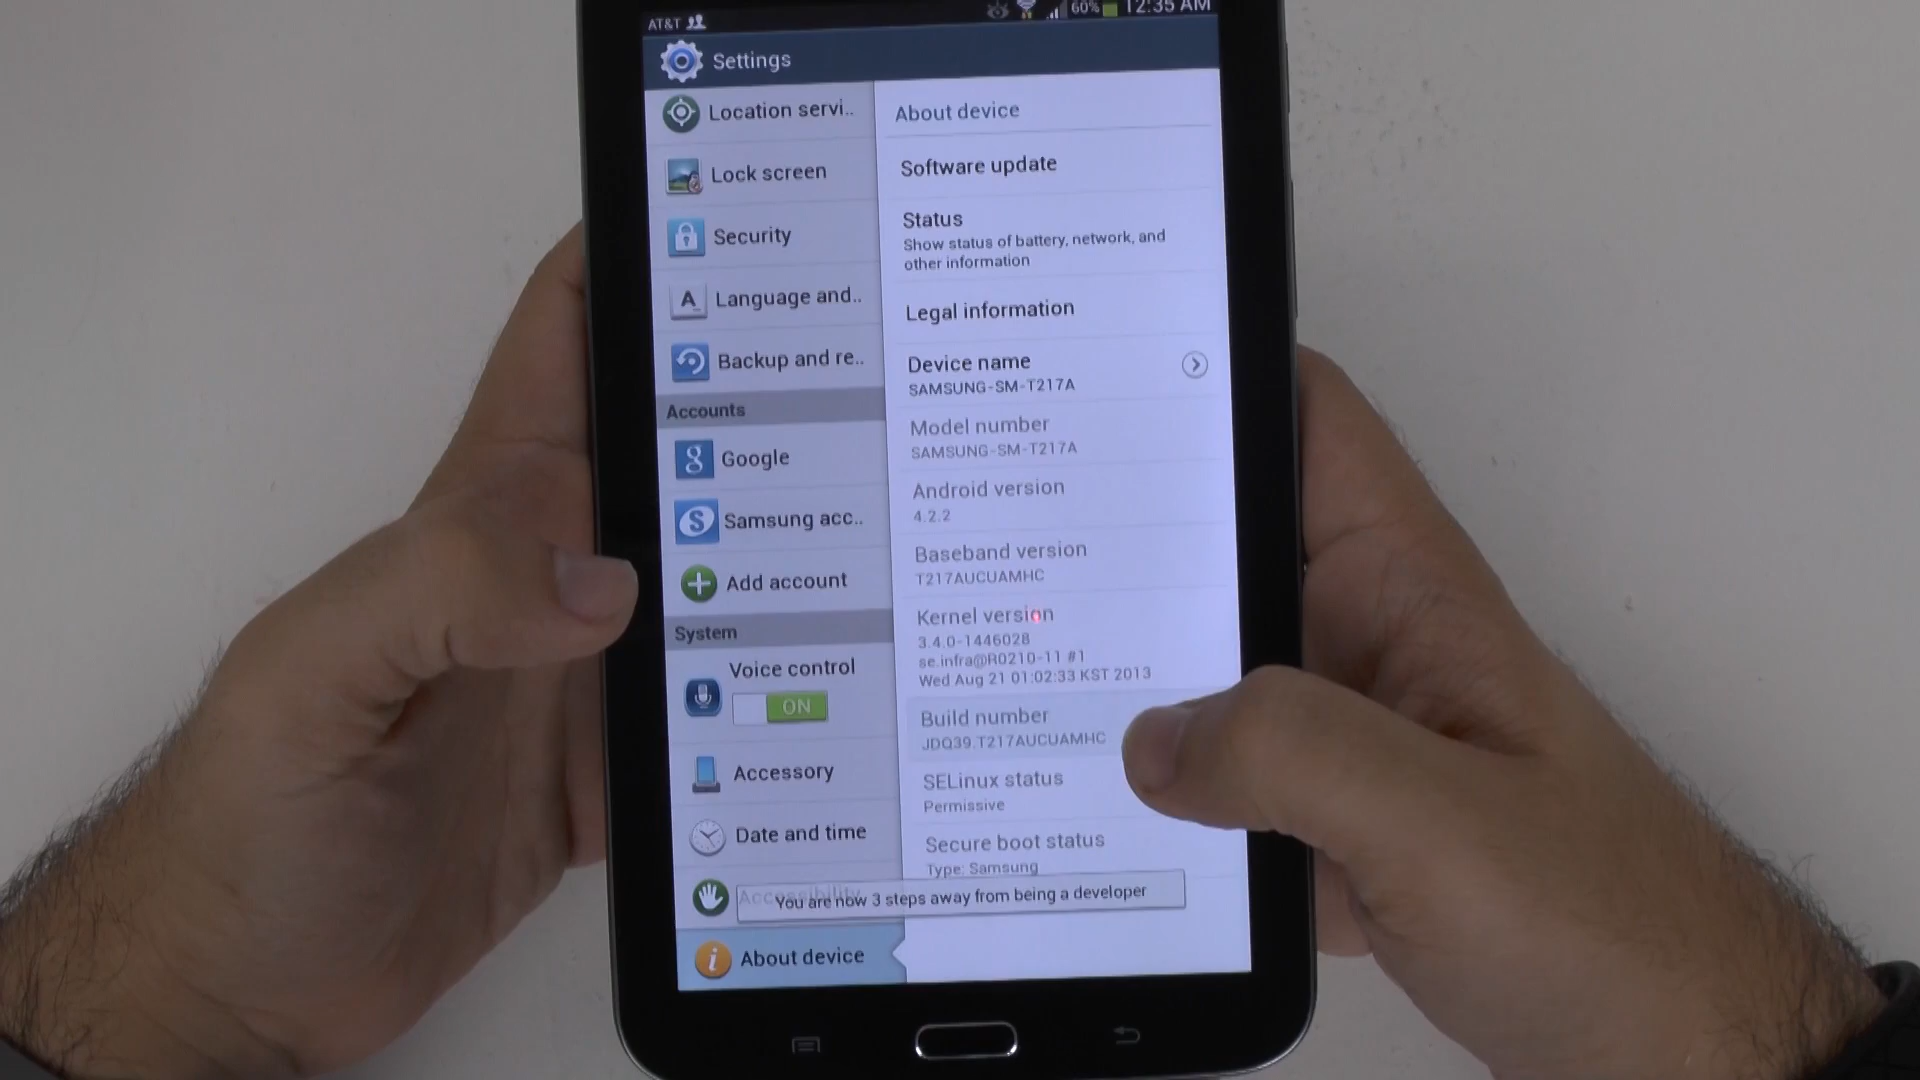 AT&T
60%
12:35 AM
Settings
Location servi..
Lock screen
Security
A
Language and..
Backup and re..
Accounts
g
Google
S
Samsung acc..
Add account
System
Voice control
ON
Accessory
Date and time
Accessibility
i
About device
About device
Software update
Status
Show status of battery, network, and
other information
Legal information
Device name
SAMSUNG-SM-T217A
Model number
SAMSUNG-SM-T217A
Android version
4.2.2
Baseband version
T217AUCUAMHC
Kernel version
3.4.0-1446028
se.infra@R0210-11 #1
Wed Aug 21 01:02:33 KST 2013
Build number
JDQ39.T217AUCUAMHC
SELinux status
Permissive
Secure boot status
Type: Samsung
You are now 3 steps away from being a developer